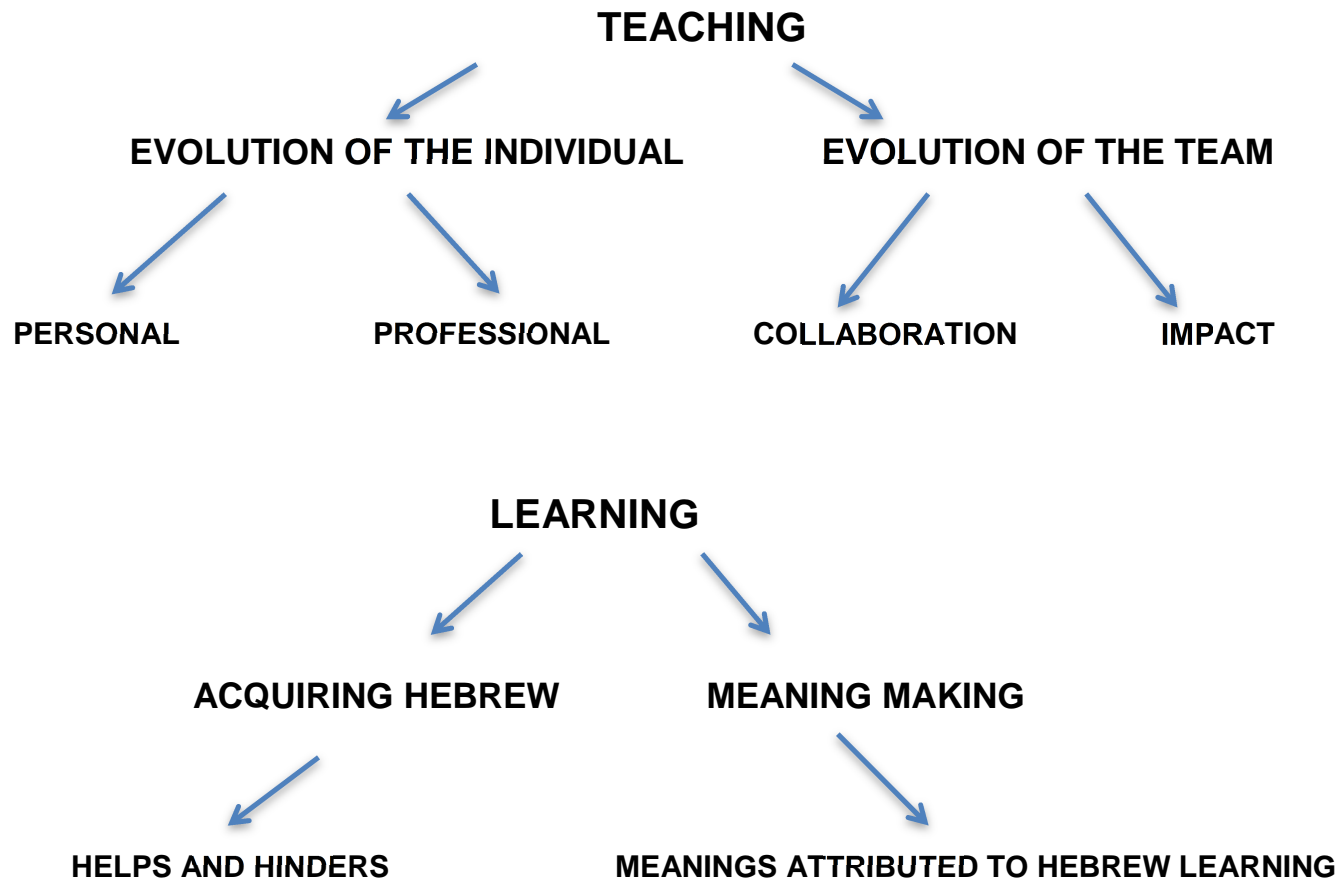 TEACHING
EVOLUTION OF THE INDIVIDUAL EVOLUTION OF THE TEAM
PERSONAL PROFESSIONAL COLLABORATION IMPACT
LEARNING
ACQUIRING HEBREW MEANING MAKING
HELPS AND HINDERS MEANINGS ATTRIBUTED TO HEBREW LEARNING